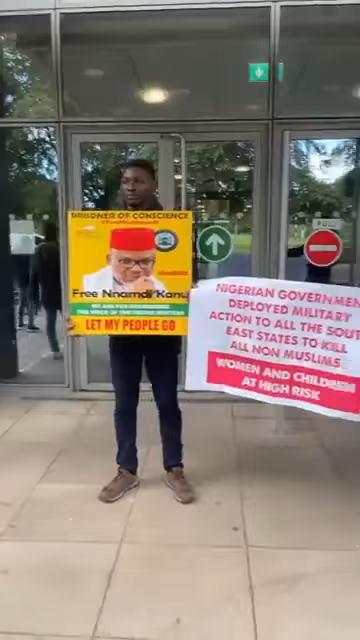 PRISONER OF CONSCIENCE
Free Nnamdi Kanu
LET MY PEOPLE GO
NIGERIAN GOVERNMEN
DEPLOYED MILITARY
ACTION TO ALL THE SOUT
EAST STATES TO KILL
ALL NON MUSLIMS
WOMEN AND CHILDREN
AT HIGH RISK